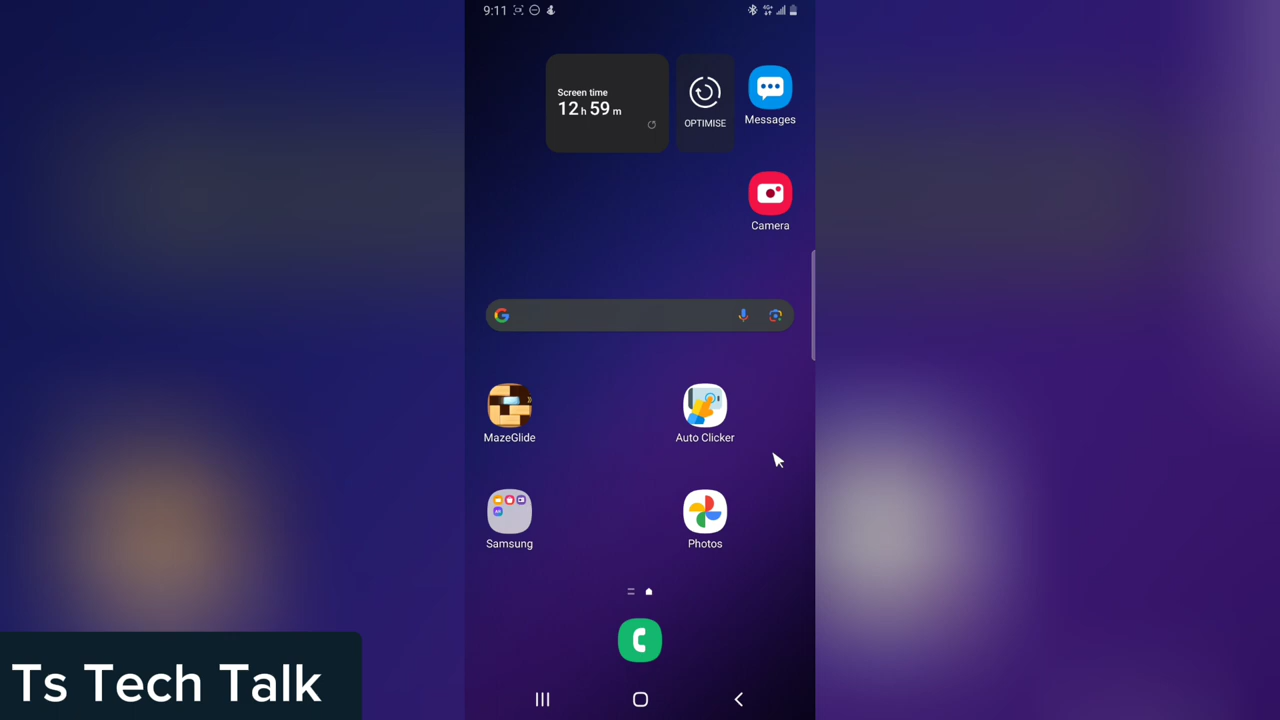 9:11
Screen time
12 h 59 m
OPTIMISE
Messages
Camera
MazeGlide
Auto Clicker
Samsung
Photos
Ts Tech Talk